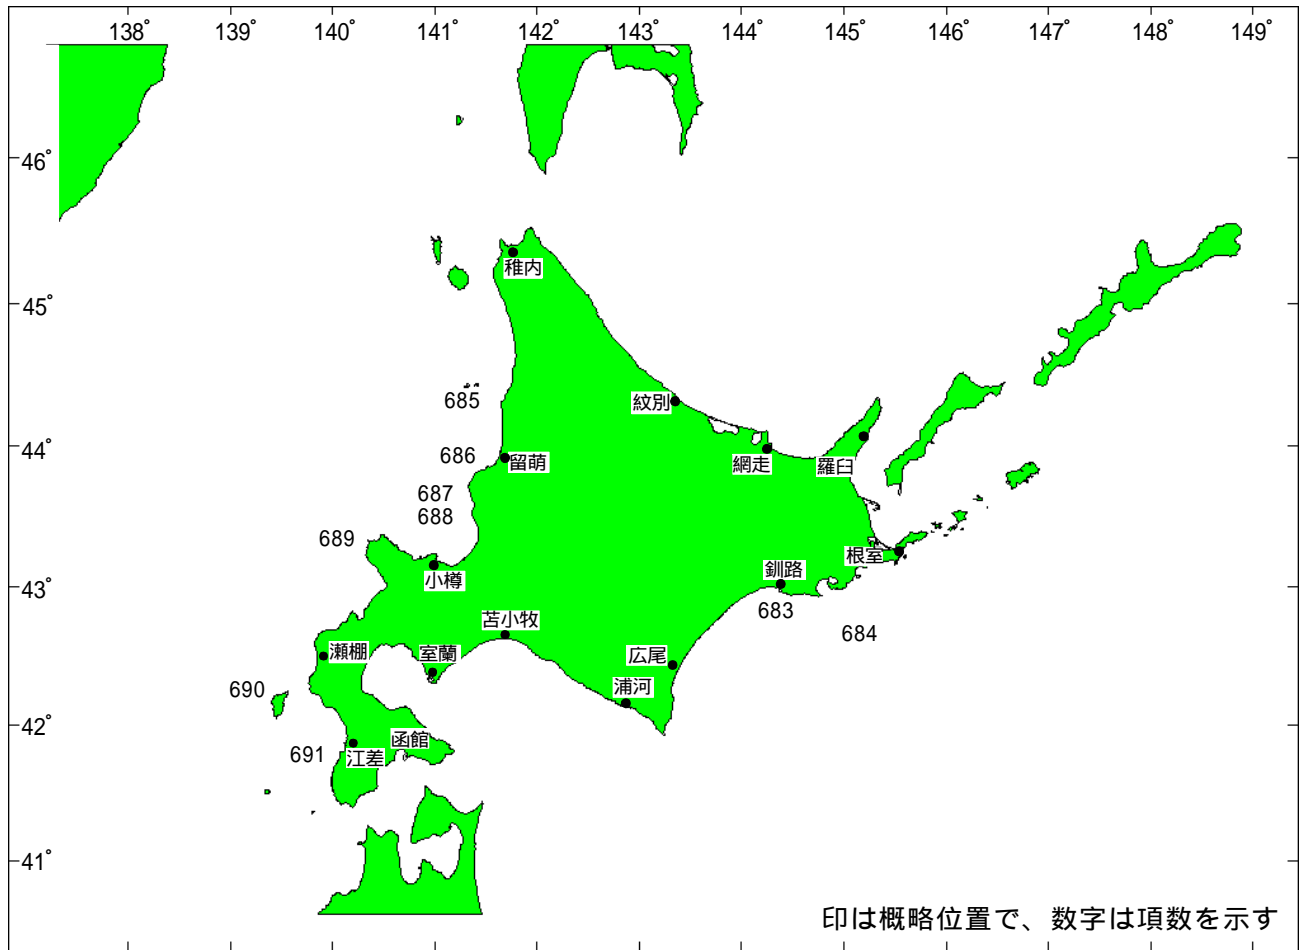 138° 139° 140° 141° 142° 143° 144° 145° 146° 147° 148° 149°
46°
稚内
45°
685
紋別
44°
686 留萌
網走 羅臼
687
688
689
根室
小樽
43°
釧路
683
苫小牧
684
瀬棚 室蘭
広尾
690
浦河
42°
函館
691 江差
41°
印は概略位置で、数字は項数を示す